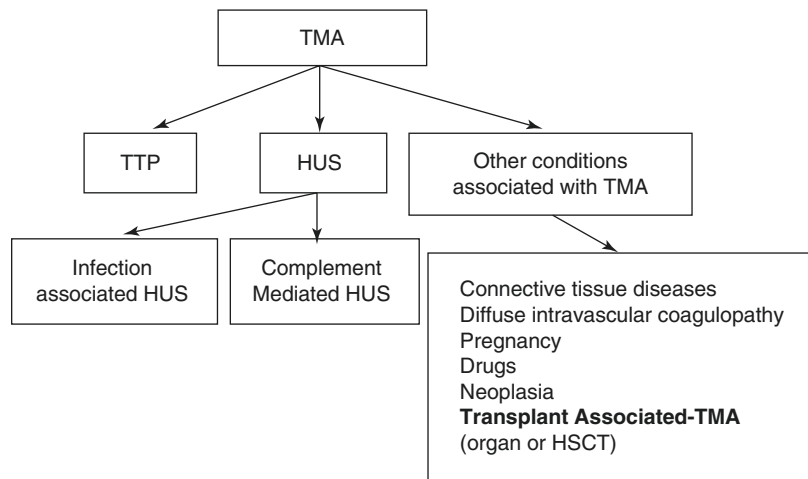 TMA
TTP
HUS
Other conditions
associated with TMA
Infection
associated HUS
Complement
Mediated HUS
Connective tissue diseases
Diffuse intravascular coagulopathy
Pregnancy
Drugs
Neoplasia
Transplant Associated-TMA
(organ or HSCT)